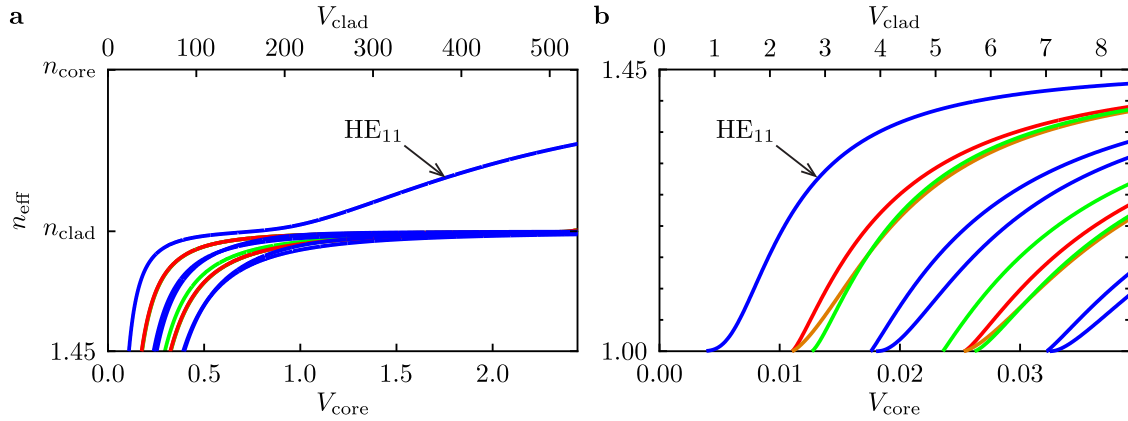 a
V_clad
0 100 200 300 400 500
n_core
HE_11
n_eff
n_clad
1.45
0.0 0.5 1.0 1.5 2.0
V_core
b
V_clad
0 1 2 3 4 5 6 7 8
1.45
HE_11
1.00
0.00 0.01 0.02 0.03
V_core